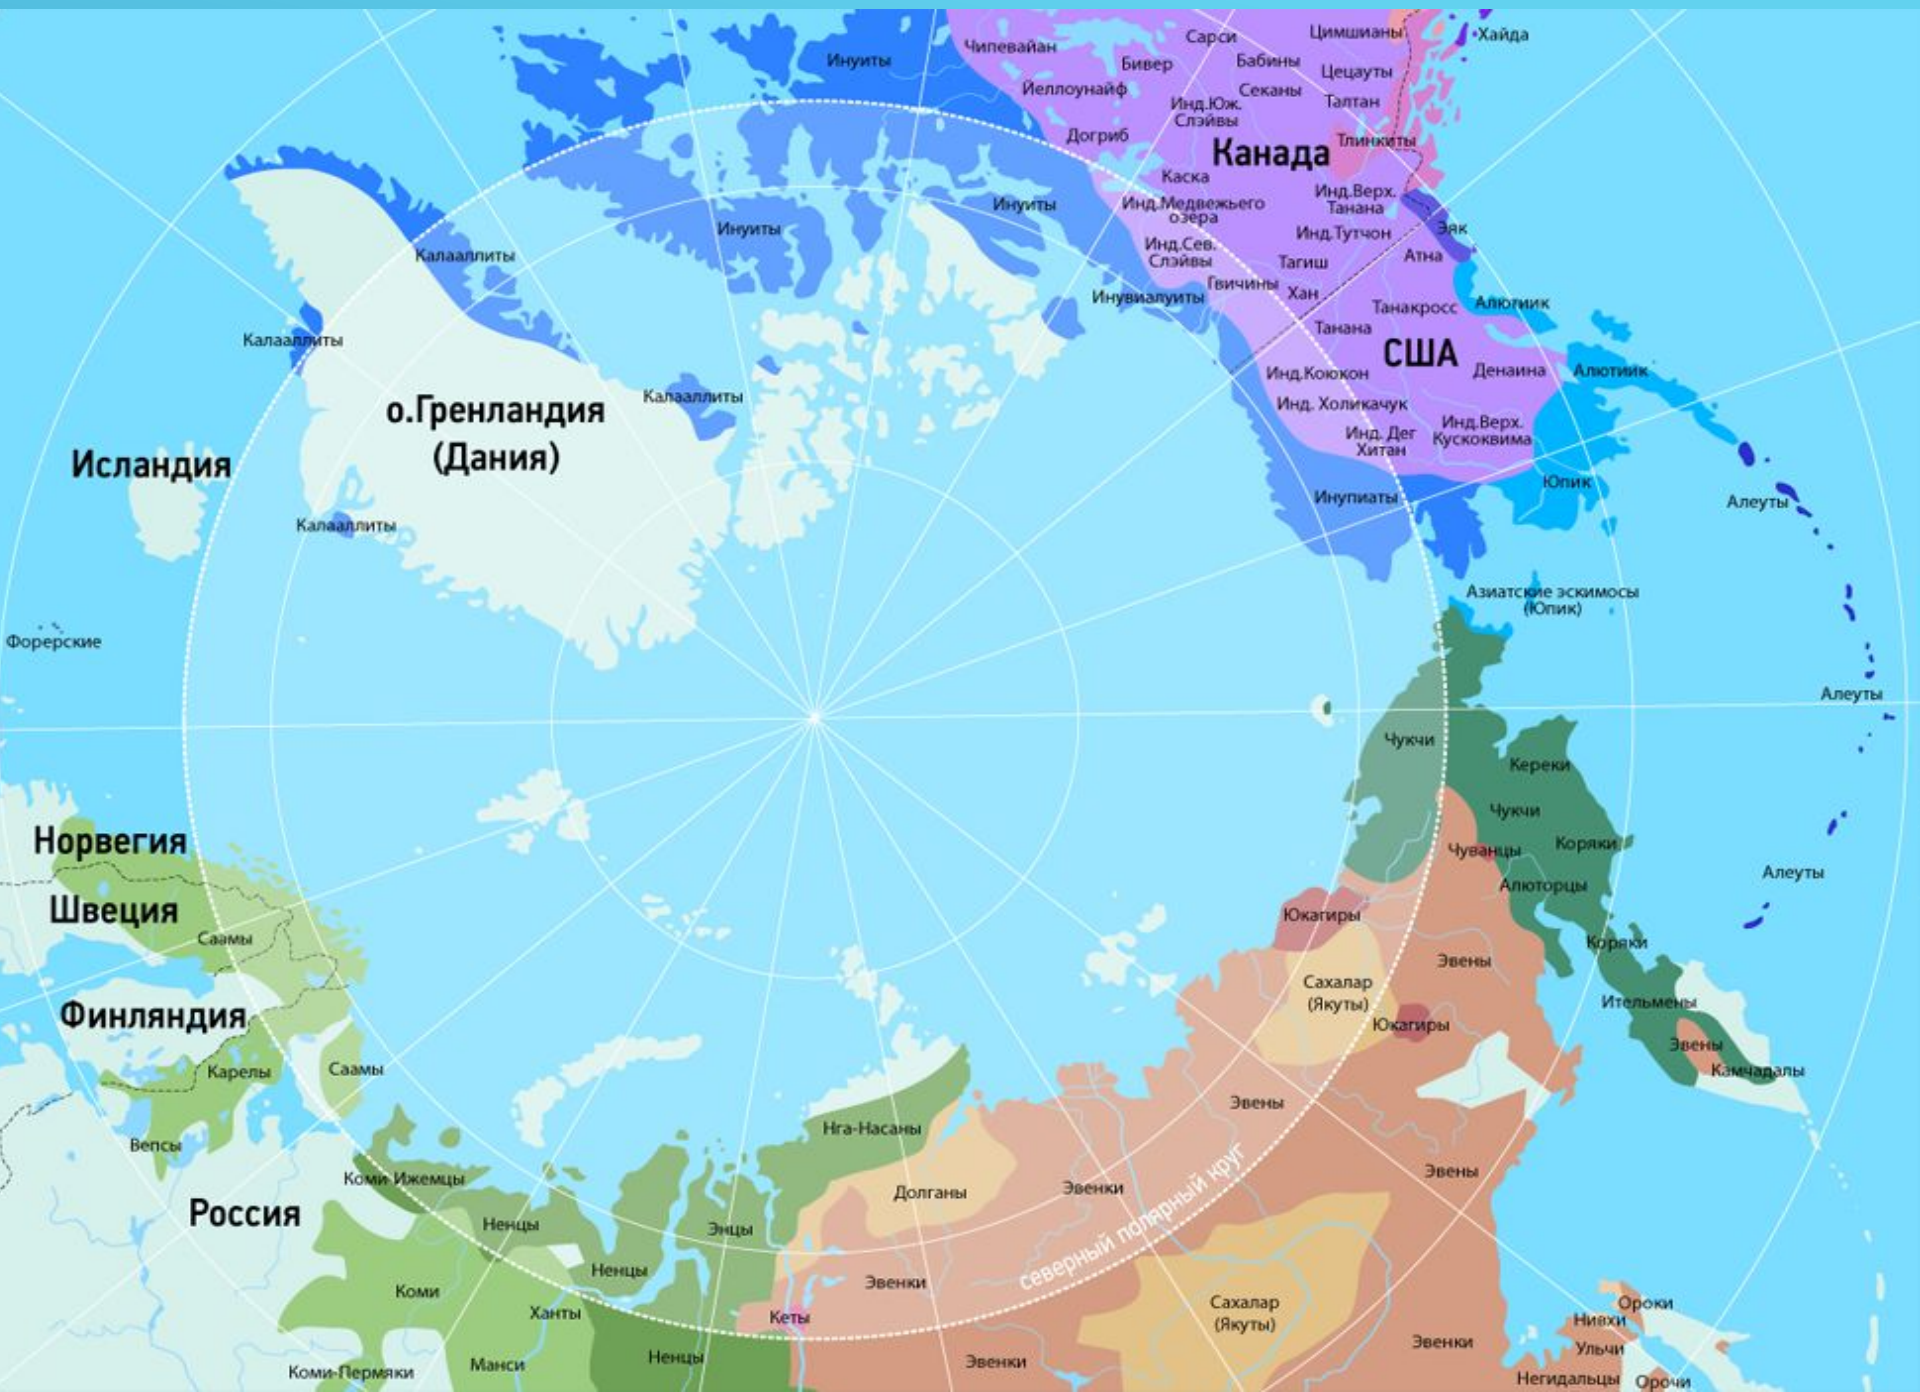 Чипевайан
Сарси
Цимшианы
Хайда
Инуиты
Бивер
Бабины
Цецауты
Йеллоунайф
Секаны
Талтан
Инд.Юж.
Слэйвы
Догриб
Тлинкиты
Канада
Каска
Инд.Верх.
Танана
Инд.Медвежьего
озера
Инуиты
Инуиты
Инд.Тутчон
Эяк
Инд.Сев.
Слэйвы
Тагиш
Атна
Калааллиты
Гвичины
Хан
Инувиалуиты
Танакросс
Алютиик
Танана
Калааллиты
США
Инд.Коюкон
Денаина
Алютиик
Калааллиты
о.Гренландия
(Дания)
Инд. Холикачук
Инд. Дег
Хитан
Инд.Верх.
Кускоквима
Исландия
Юпик
Инупиаты
Алеуты
Калааллиты
Азиатские эскимосы
(Юпик)
Форерские
Алеуты
Чукчи
Кереки
Чукчи
Норвегия
Чуванцы
Коряки
Алеуты
Алюторцы
Швеция
Юкагиры
Саамы
Коряки
Эвены
Сахалар
(Якуты)
Ительмены
Финляндия
Юкагиры
Эвены
Карелы
Саамы
Камчадалы
Эвены
Нга-Насаны
Вепсы
Эвены
Коми-Ижемцы
Эвенки
Долганы
северный полярный круг
Россия
Ненцы
Энцы
Ненцы
Эвенки
Коми
Ханты
Кеты
Сахалар
(Якуты)
Ороки
Нивхи
Эвенки
Ульчи
Ненцы
Эвенки
Манси
Коми-Пермяки
Негидальцы
Орочи